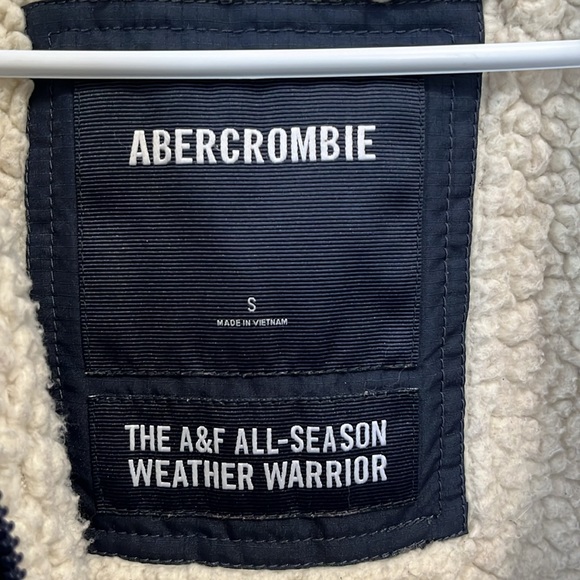 ABERCROMBIE
S
MADE IN VIETNAM
THE A&F ALL-SEASON
WEATHER WARRIOR